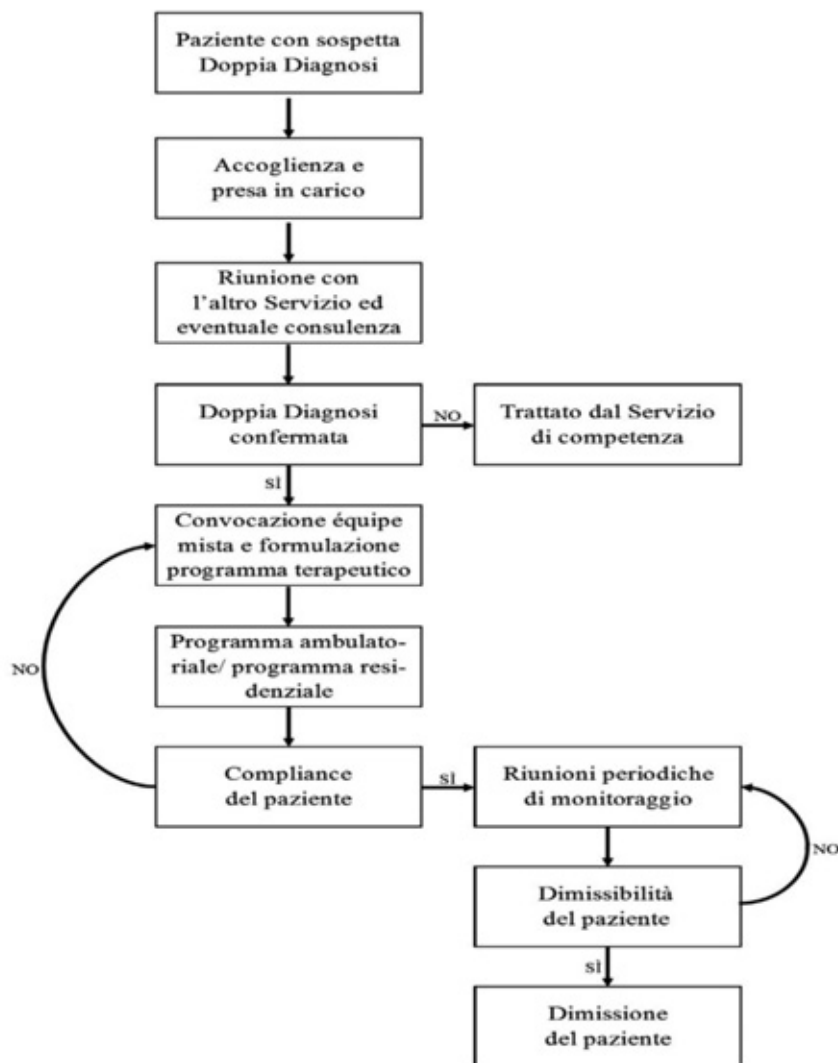 Paziente con sospetta
Doppia Diagnosi
Accoglienza e
presa in carico
Riunione con
l'altro Servizio ed
eventuale consulenza
Doppia Diagnosi
confermata
NO
Trattato dal Servizio
di competenza
SÌ
Convocazione équipe
mista e formulazione
programma terapeutico
Programma ambulato-
riale/ programma resi-
denziale
NO
Compliance
del paziente
SÌ
Riunioni periodiche
di monitoraggio
NO
Dimissibilità
del paziente
SÌ
Dimissione
del paziente